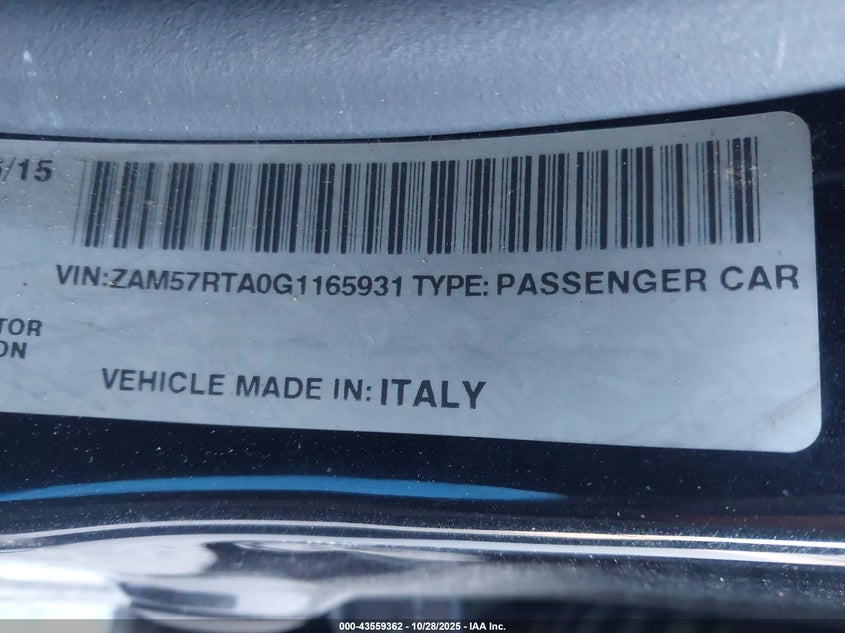 /15
VIN:ZAM57RTA0G1165931 TYPE: PASSENGER CAR
TOR
ON
VEHICLE MADE IN: ITALY
000-43559362 | 10/28/2025 - IAA Inc.